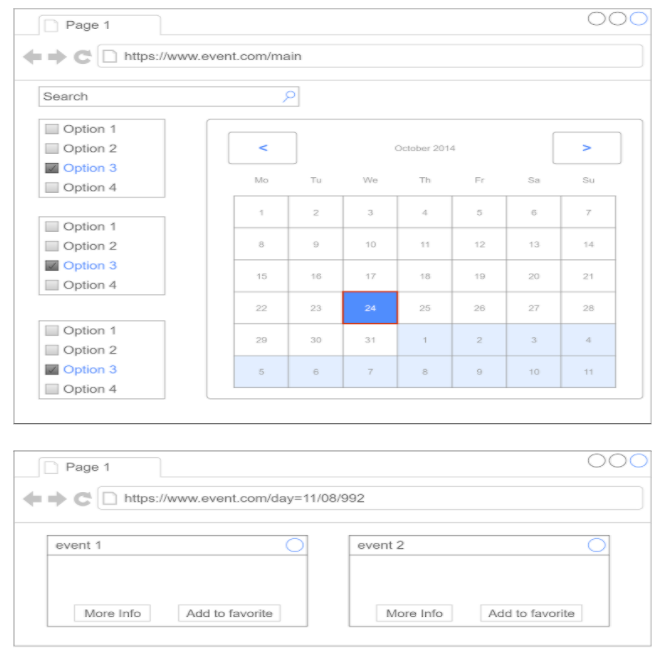 Page 1
https://www.event.com/main
Search
Option 1
Option 2
Option 3
Option 4
Option 1
Option 2
Option 3
Option 4
Option 1
Option 2
Option 3
Option 4
< October 2014 >
Mo Tu We Th Fr Sa Su
1 2 3 4 5 6 7
8 9 10 11 12 13 14
15 16 17 18 19 20 21
22 23 24 25 26 27 28
29 30 31 1 2 3 4
5 6 7 8 9 10 11
Page 1
https://www.event.com/day=11/08/992
event 1 event 2
More Info Add to favorite More Info Add to favorite